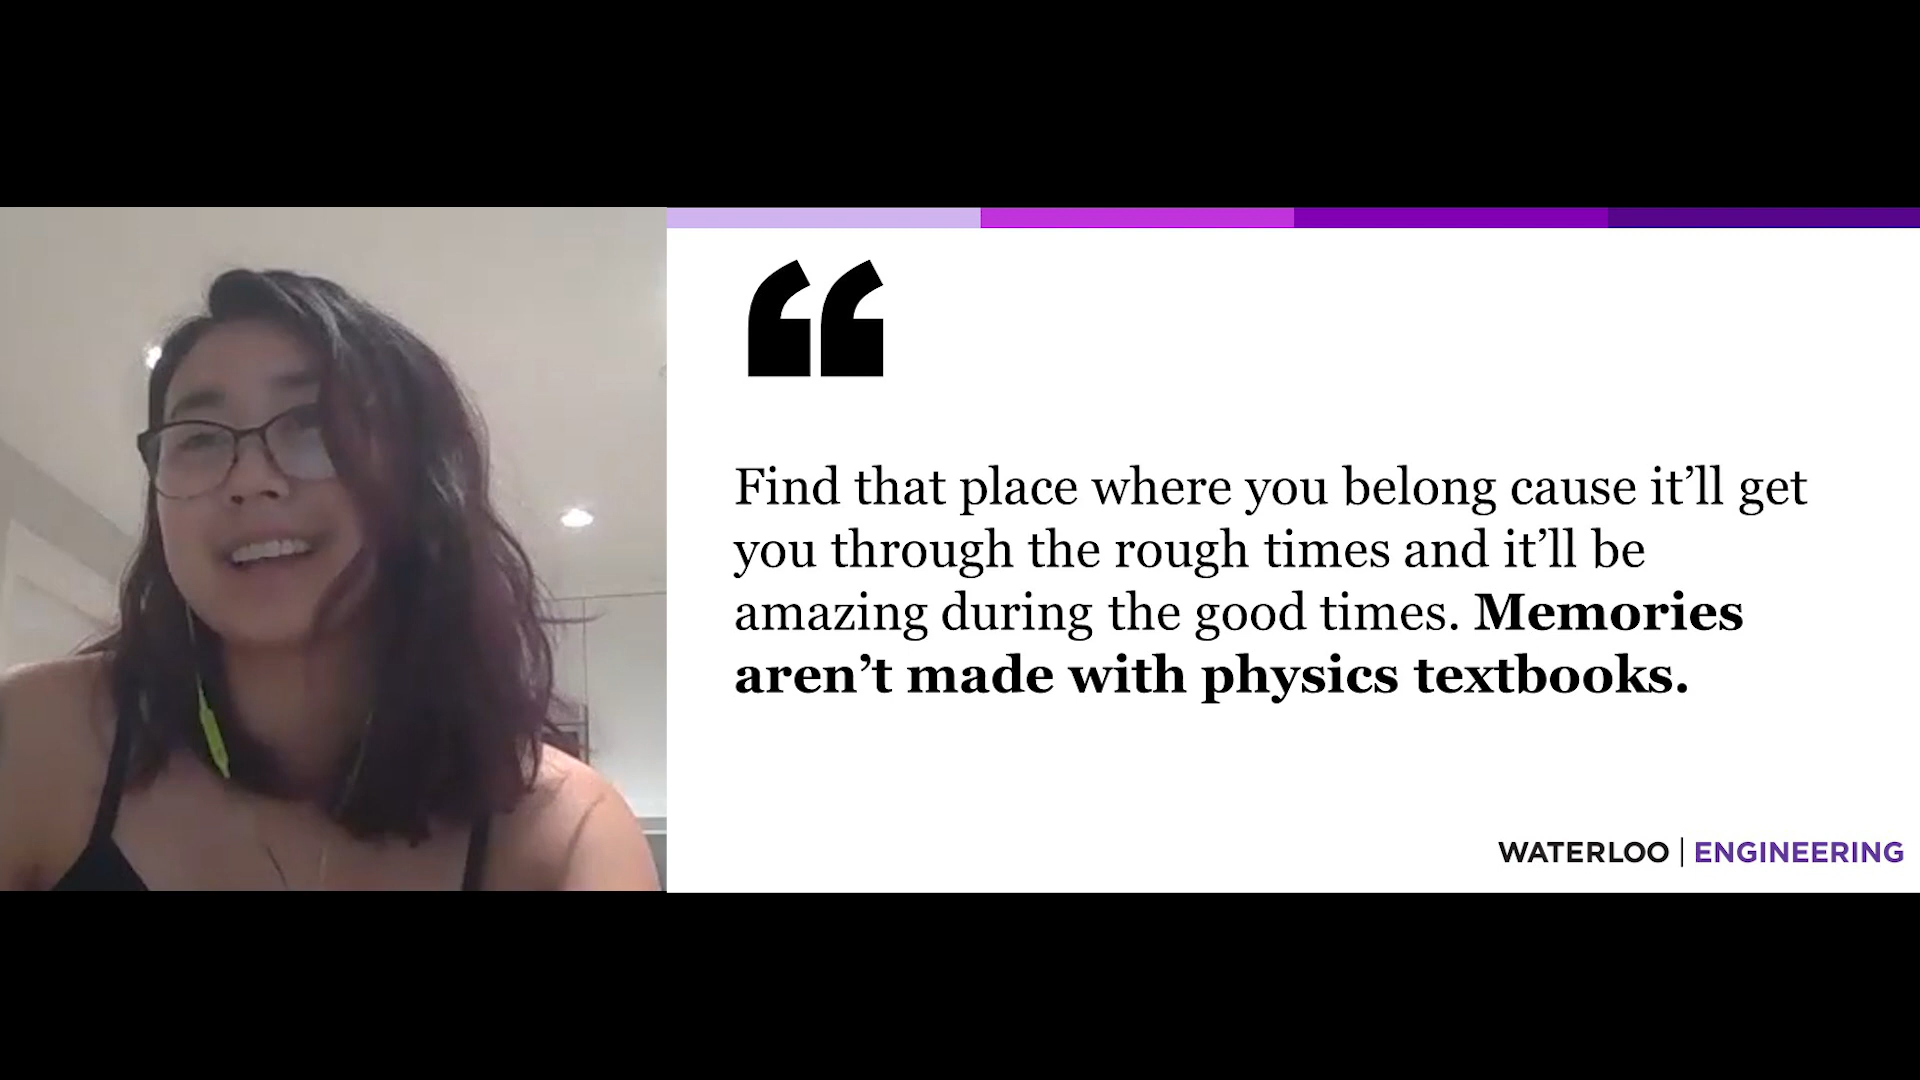 “
Find that place where you belong cause it’ll get
you through the rough times and it’ll be
amazing during the good times. Memories
aren’t made with physics textbooks.
WATERLOO | ENGINEERING